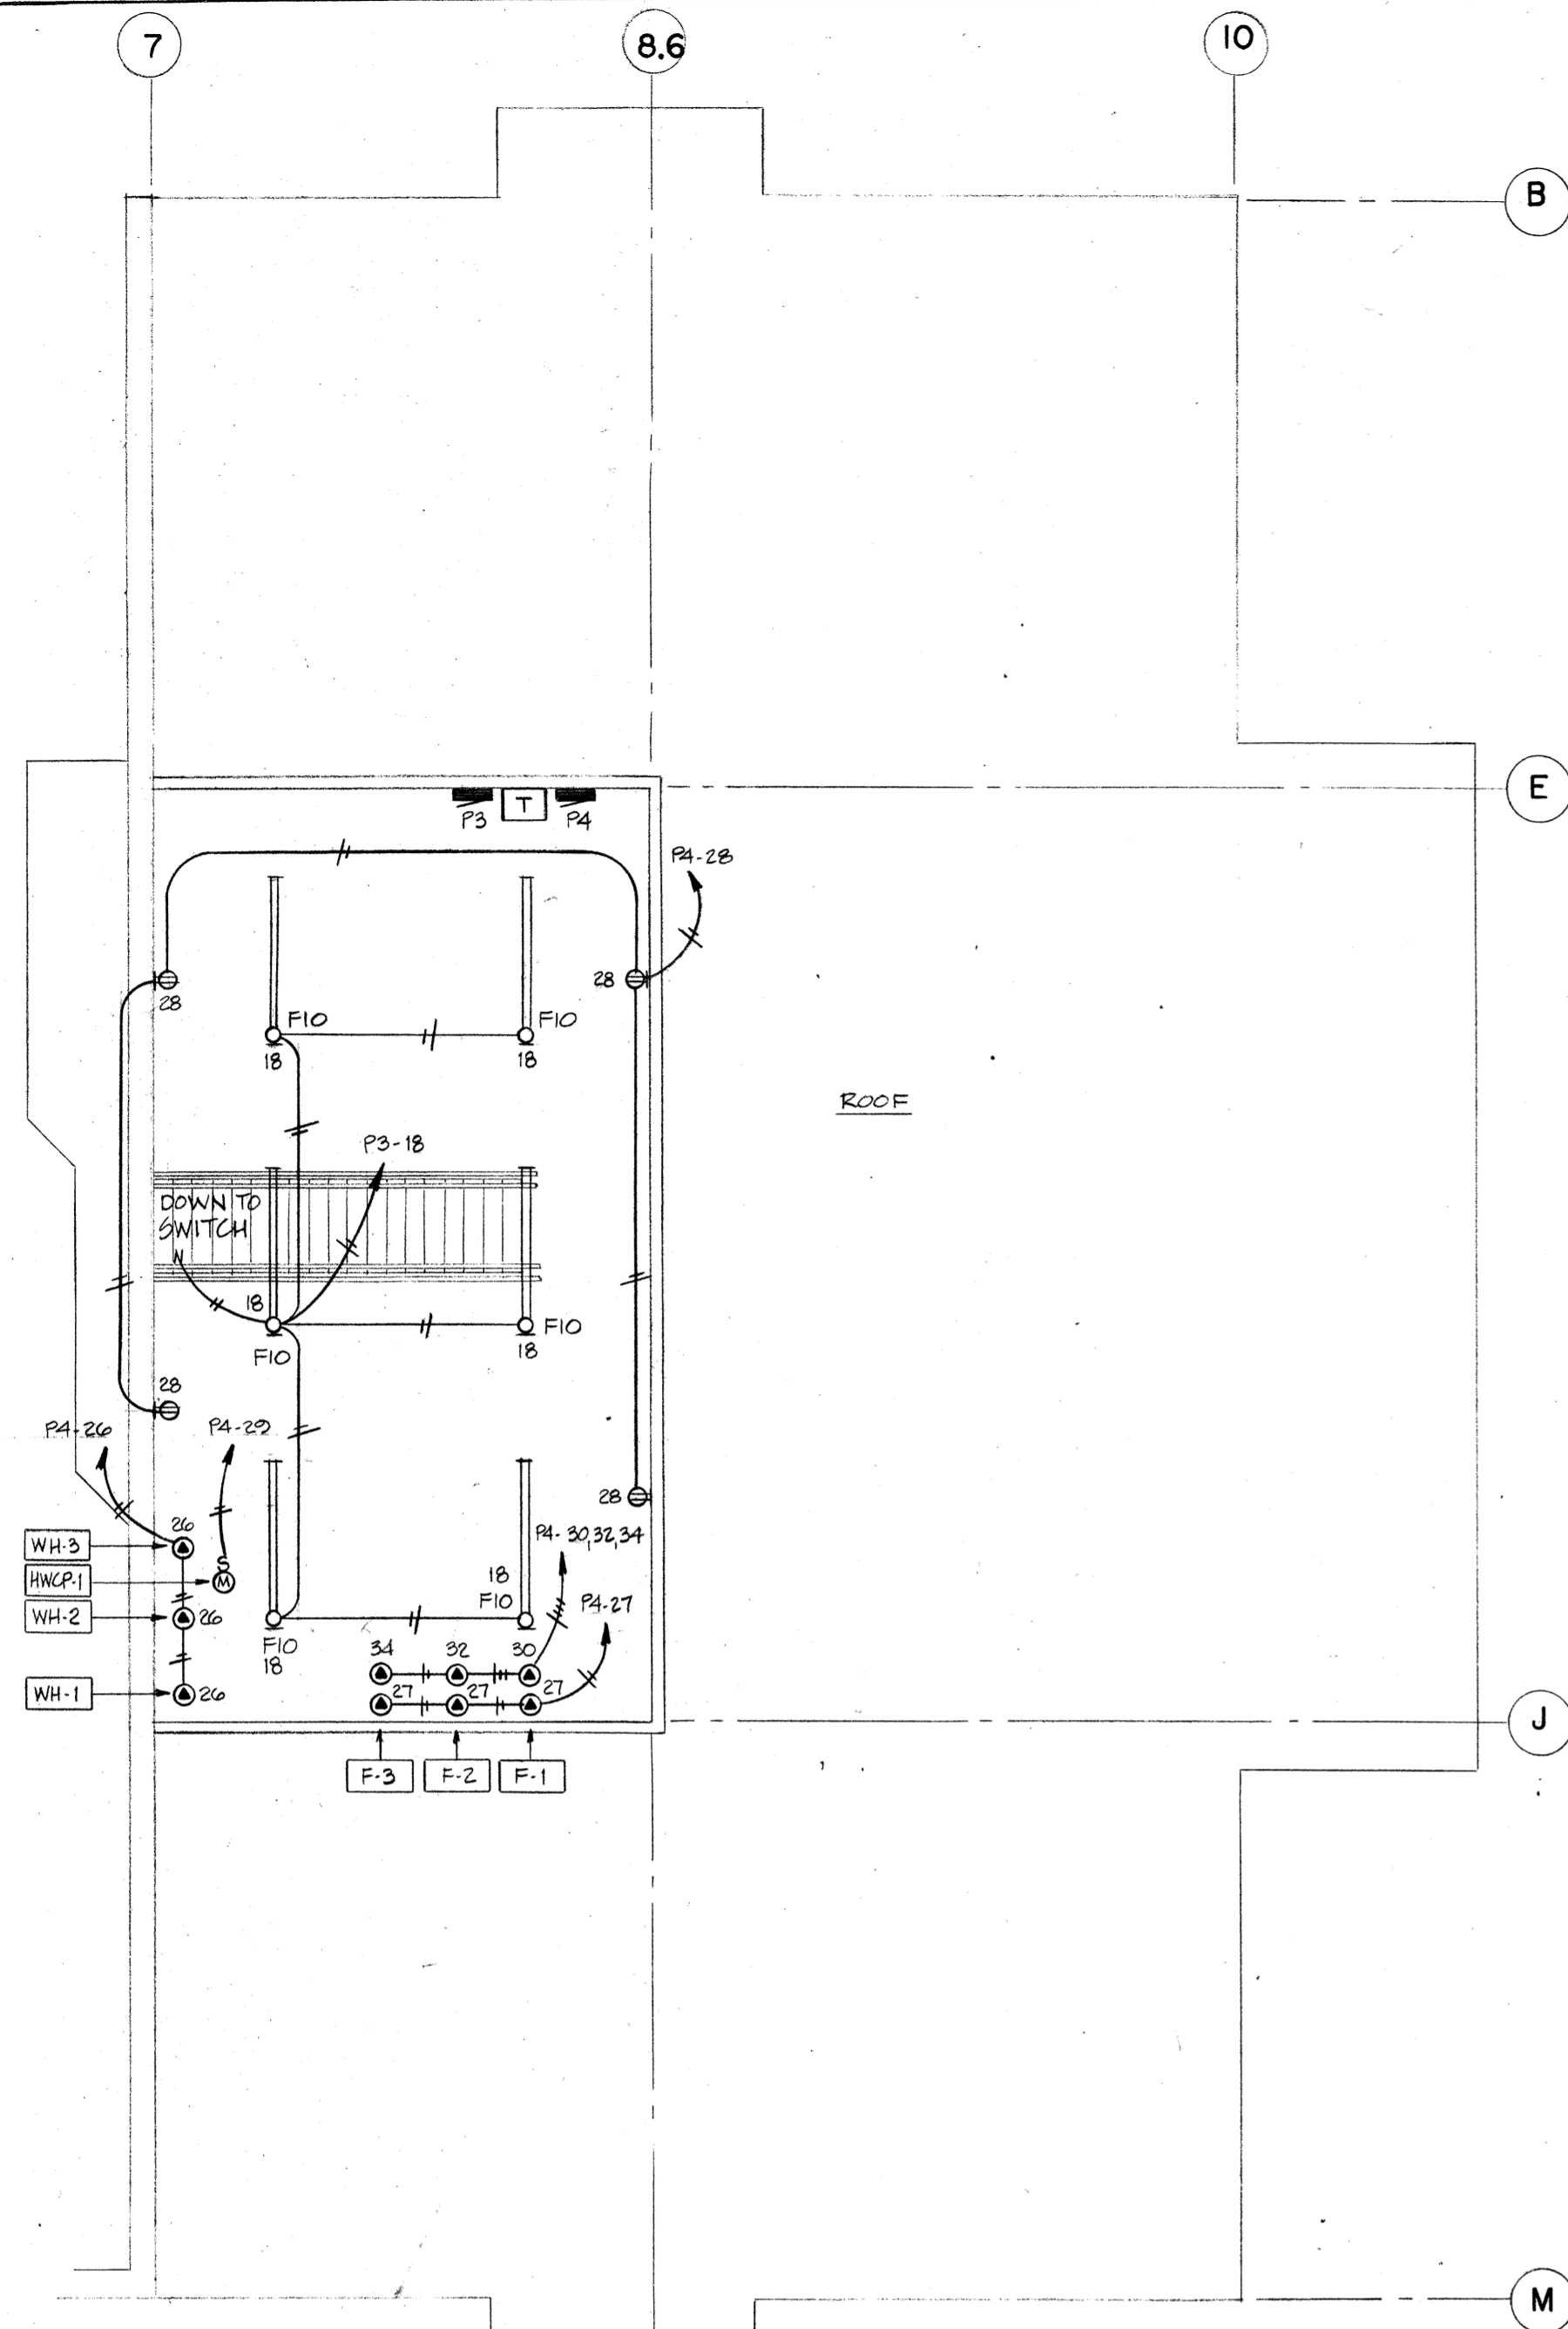 7
8.6
10
B
E
P3
T
P4
P4-28
28
28
F10
F10
18
18
ROOF
P3-18
DOWN TO
SWITCH
N
18
F10
F10
18
28
P4-26
P4-29
28
26
P4-30,32,34
WH-3
S
HWCP-1
M
18
F10
P4-27
WH-2
26
F10
18
34
32
30
WH-1
26
27
27
27
J
F-3
F-2
F-1
M